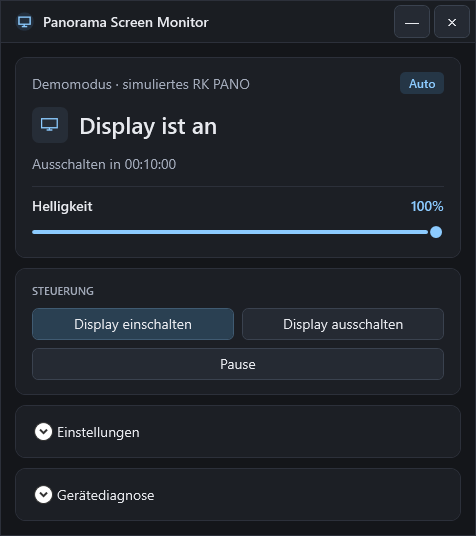 Panorama Screen Monitor
Demomodus · simuliertes RK PANO
Auto
Display ist an
Ausschalten in 00:10:00
Helligkeit
100%
STEUERUNG
Display einschalten
Display ausschalten
Pause
Einstellungen
Gerätediagnose